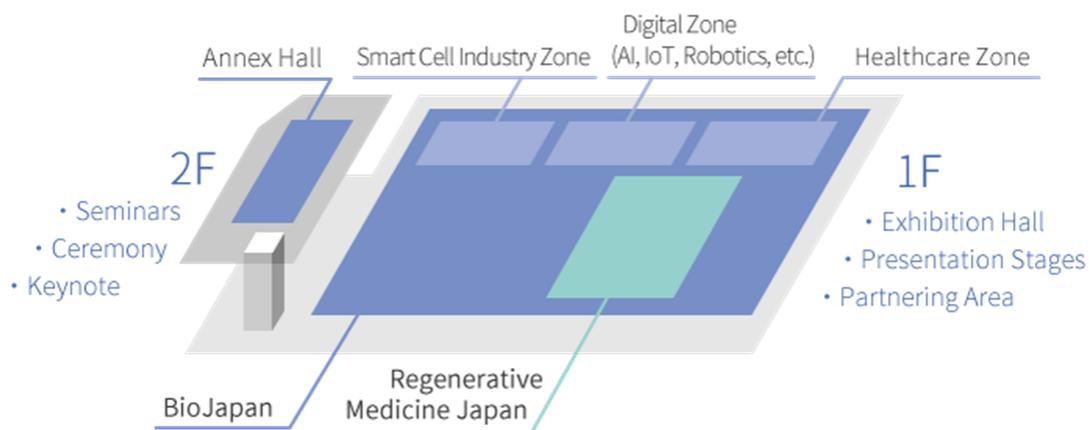 Digital Zone
Annex Hall
Smart Cell Industry Zone
(AI, IoT, Robotics, etc.)
Healthcare Zone
2F
・Seminars
・Ceremony
・Keynote
1F
・Exhibition Hall
・Presentation Stages
・Partnering Area
BioJapan
Regenerative
Medicine Japan